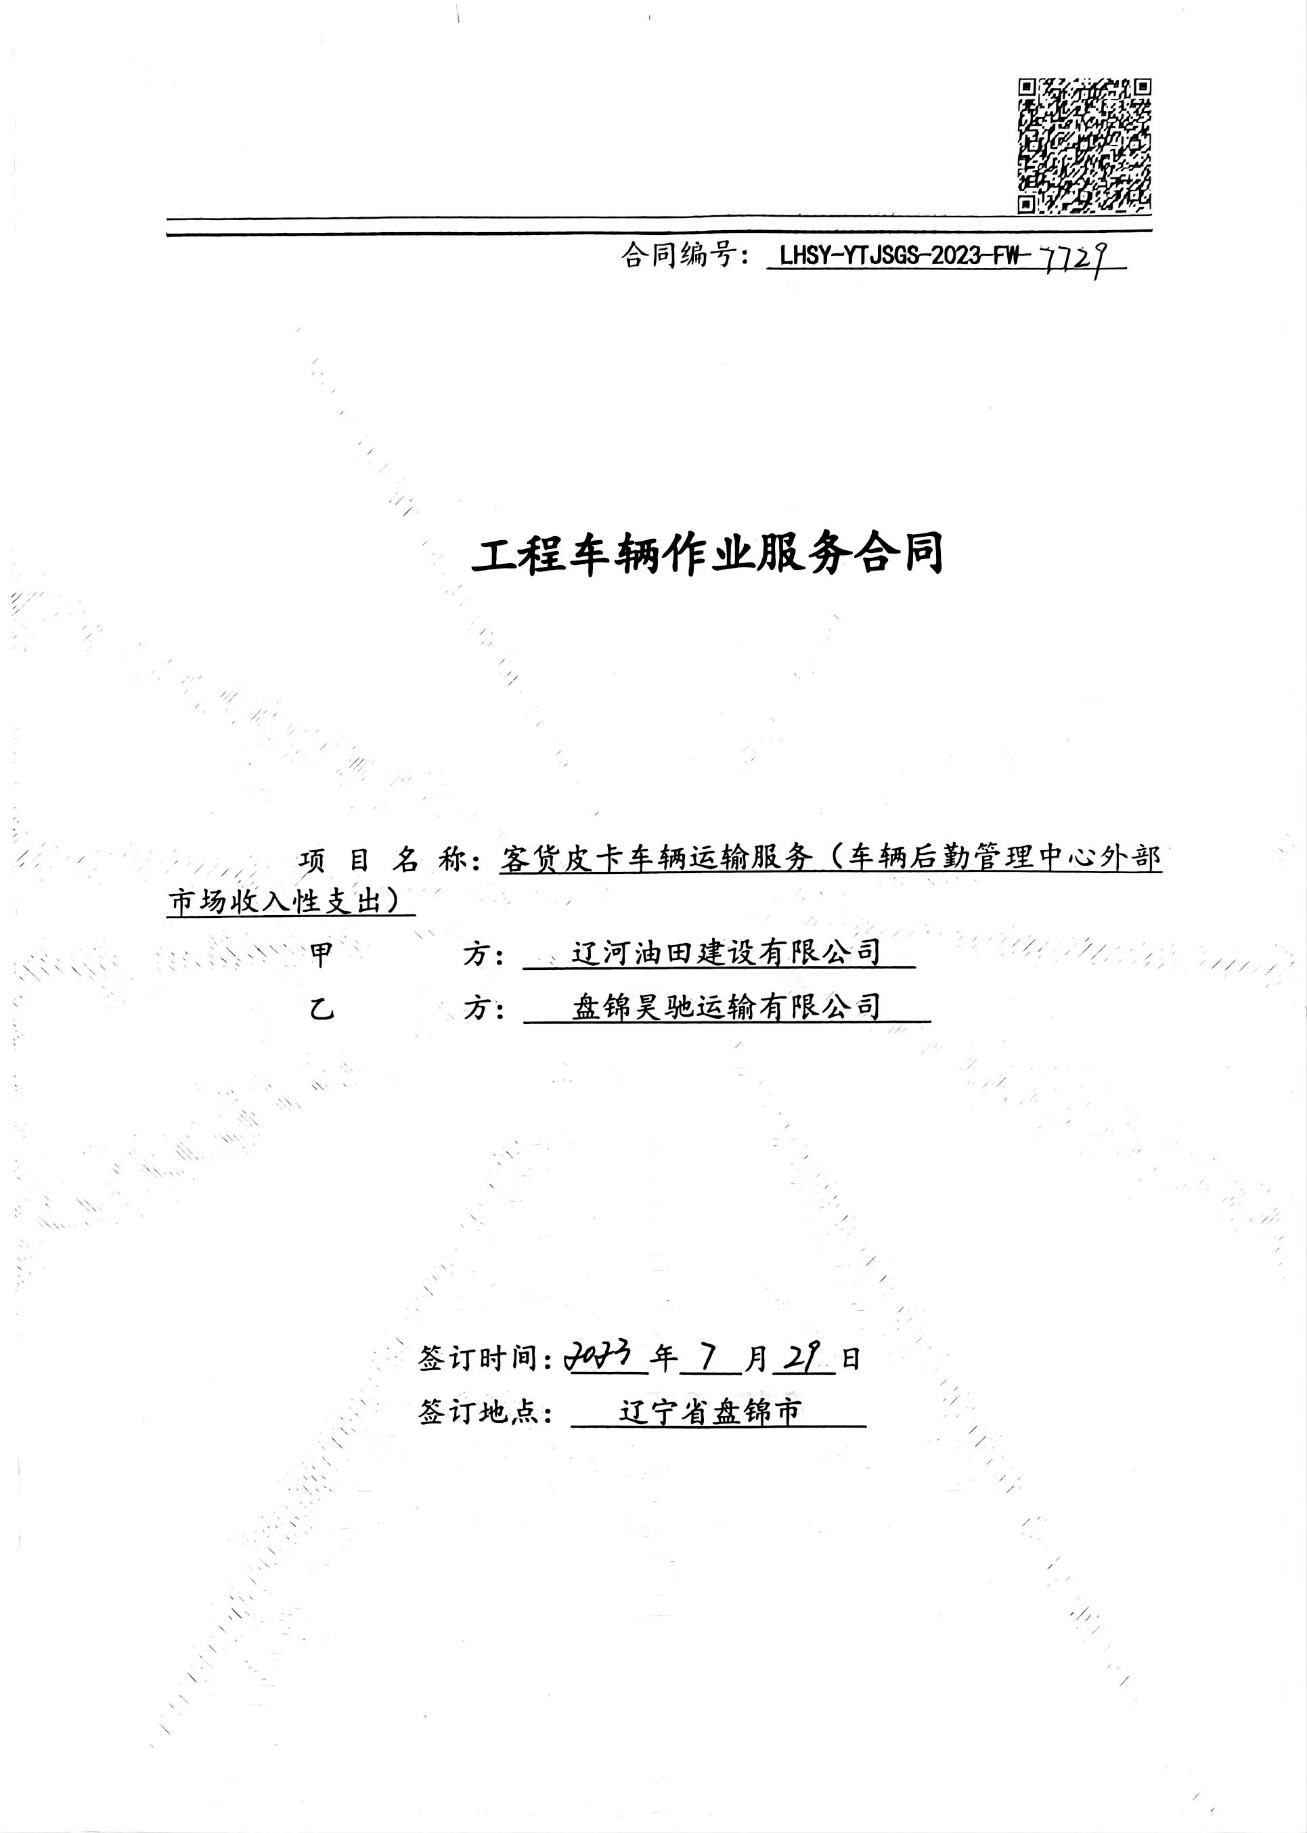 合同编号： LHSY-YTJSGS-2023-FW-7729
工程车辆作业服务合同
项目名称：客货皮卡车辆运输服务（车辆后勤管理中心外部
市场收入性支出）
甲方： 辽河油田建设有限公司
乙方： 盘锦昊驰运输有限公司
签订时间：2023年7月29日
签订地点： 辽宁省盘锦市